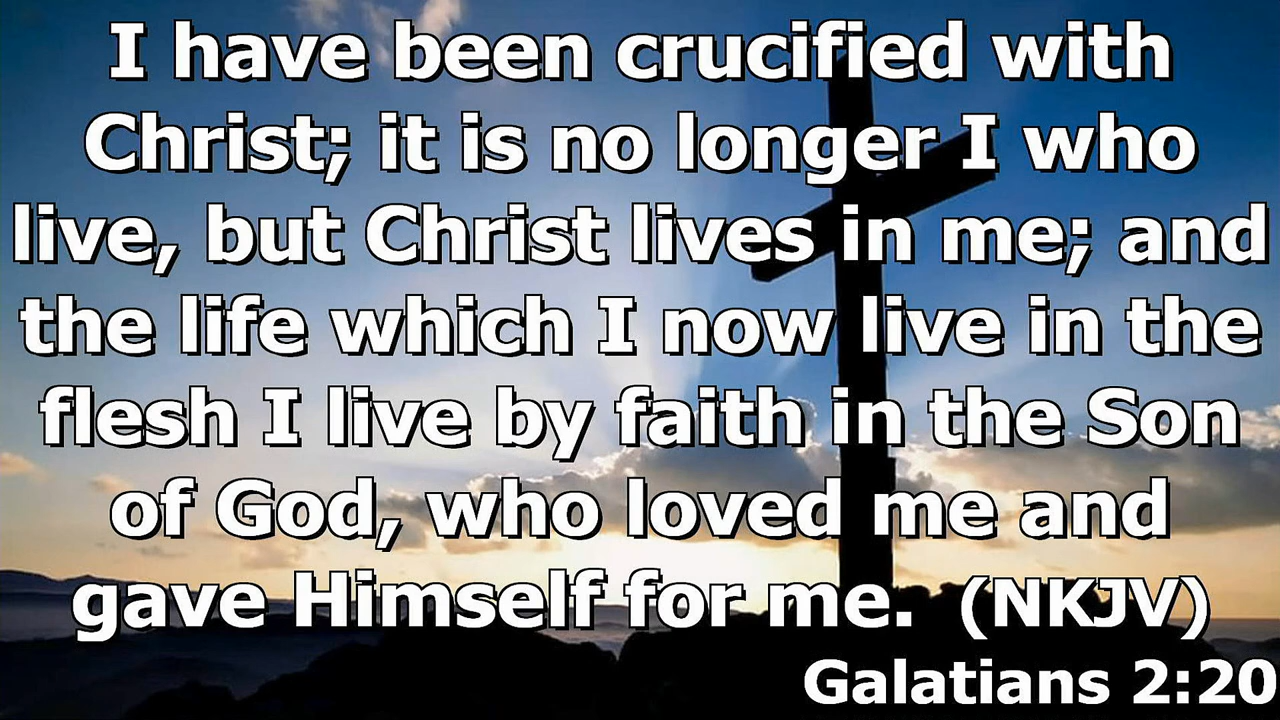 I have been crucified with
Christ; it is no longer I who
live, but Christ lives in me; and
the life which I now live in the
flesh I live by faith in the Son
of God, who loved me and
gave Himself for me. (NKJV)
Galatians 2:20